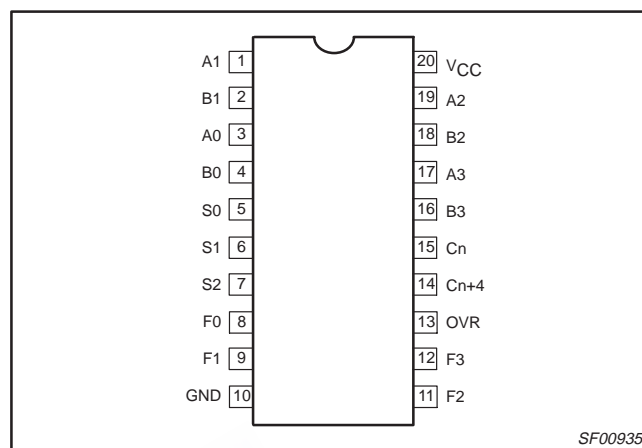 A1 1 20 VCC
B1 2 19 A2
A0 3 18 B2
B0 4 17 A3
S0 5 16 B3
S1 6 15 Cn
S2 7 14 Cn+4
F0 8 13 OVR
F1 9 12 F3
GND 10 11 F2
SF00935